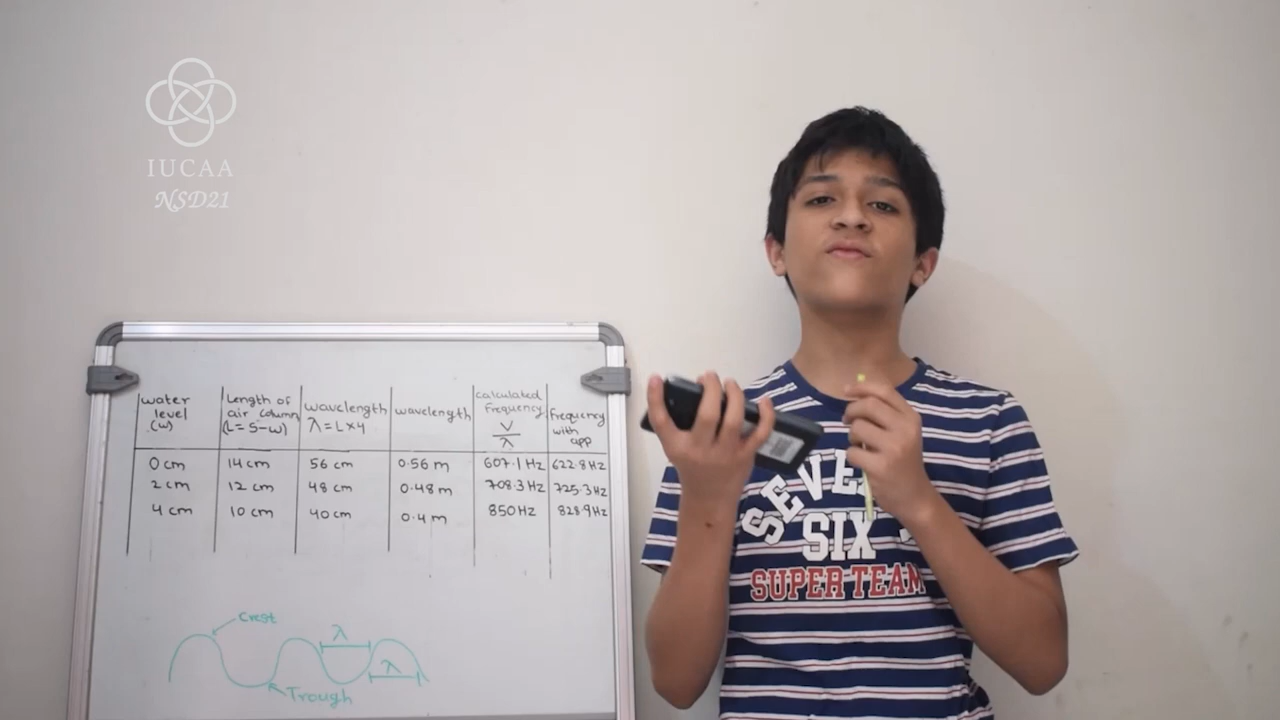 IUCAA
NSD21
water level (w) | Length of air column (L = S-w) | wavelength λ = L×4 | wavelength | calculated frequency V/λ | frequency with app
0 cm | 14 cm | 56 cm | 0.56 m | 607.1 Hz | 622.8 Hz
2 cm | 12 cm | 48 cm | 0.48 m | 708.3 Hz | 725.3 Hz
4 cm | 10 cm | 40 cm | 0.4 m | 850 Hz | 828.9 Hz
Crest
λ
λ
Trough
SEVE
SIX
SUPER TEAM